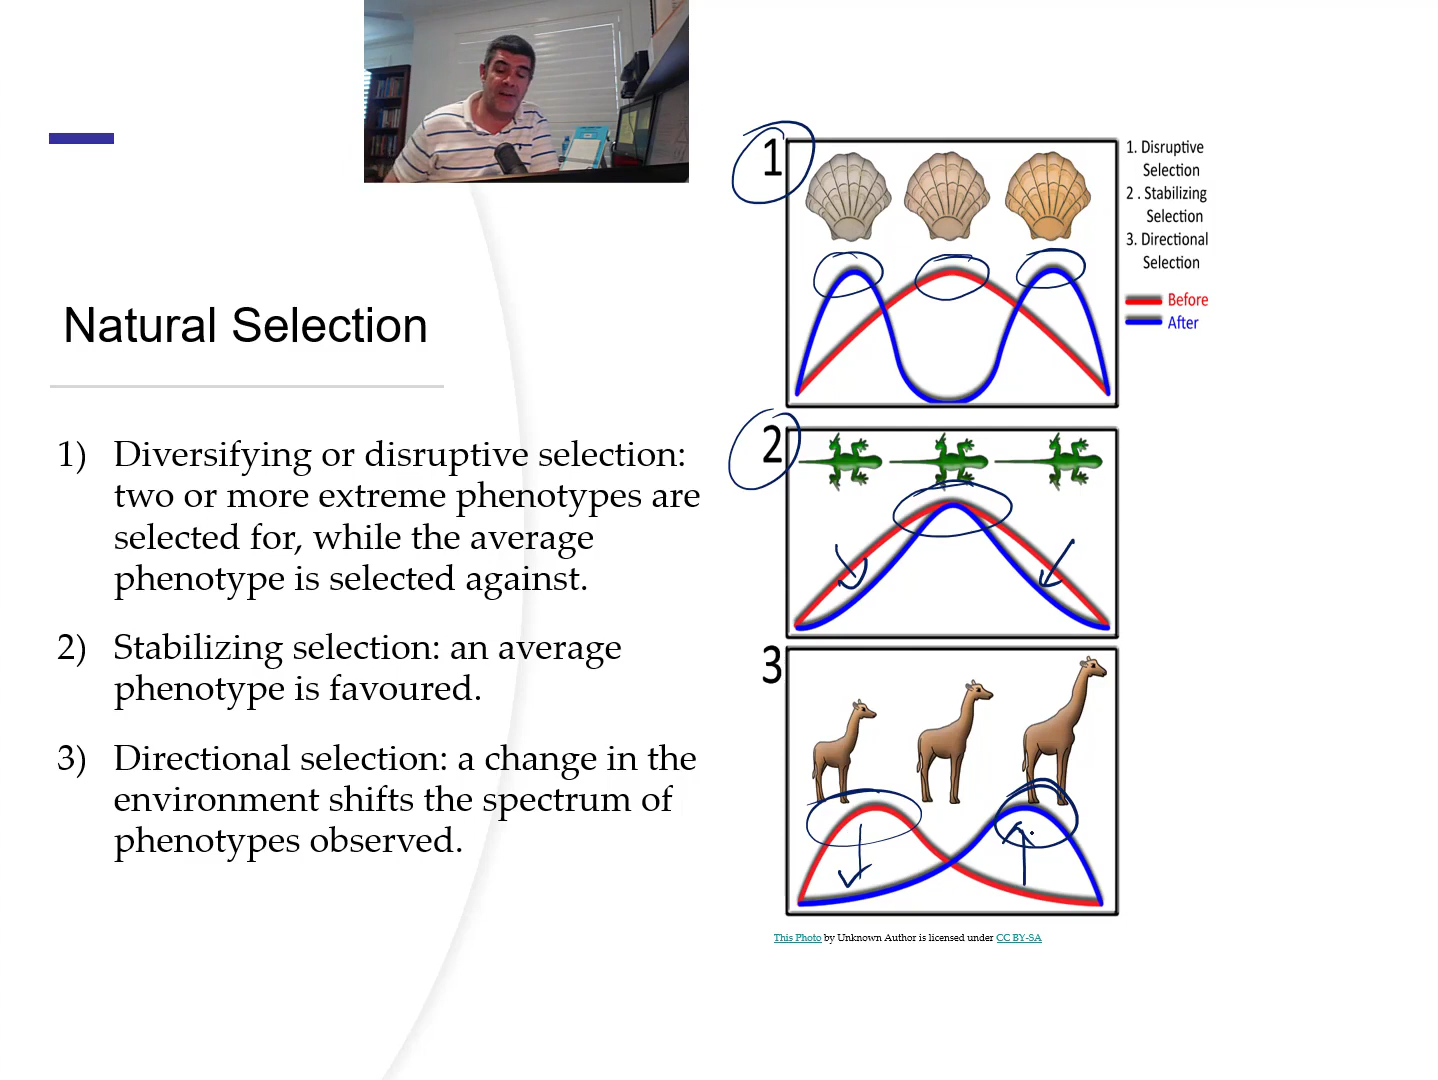 Natural Selection
1) Diversifying or disruptive selection:
two or more extreme phenotypes are
selected for, while the average
phenotype is selected against.
2) Stabilizing selection: an average
phenotype is favoured.
3) Directional selection: a change in the
environment shifts the spectrum of
phenotypes observed.
1
2
3
1. Disruptive
Selection
2 . Stabilizing
Selection
3. Directional
Selection
Before
After
This Photo by Unknown Author is licensed under CC BY-SA